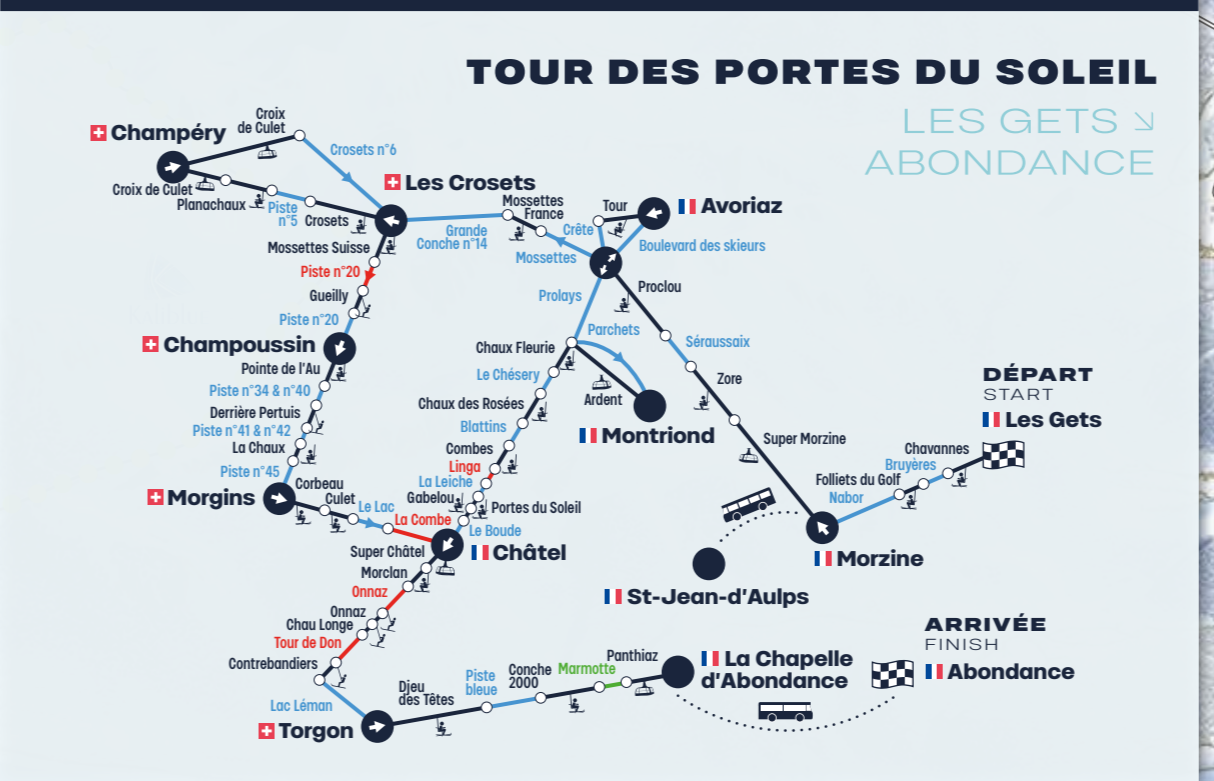 TOUR DES PORTES DU SOLEIL
LES GETS
ABONDANCE
Champéry
Croix
de Culet
Crosets n°6
Croix de Culet
Planachaux
Piste
n°5
Crosets
Les Crosets
Mossettes
France
Grande
Conche n°14
Tour
Crête
Avoriaz
Mossettes
Boulevard des skieurs
Mossettes Suisse
Piste n°20
Gueilly
Piste n°20
Prolays
Proclou
Champoussin
Chaux Fleurie
Parchets
Séraussaix
Pointe de l'Au
Piste n°34 & n°40
Derrière Pertuis
Piste n°41 & n°42
La Chaux
Piste n°45
Le Chésery
Chaux des Rosées
Blattins
Combes
Linga
La Leiche
Gabelou
Portes du Soleil
Le Boude
Ardent
Montriond
Zore
Super Morzine
DÉPART
START
Les Gets
Chavannes
Bruyères
Folliets du Golf
Nabor
Morzine
St-Jean-d'Aulps
Morgins
Corbeau
Culet
Le Lac
La Combe
Châtel
Super Châtel
Morclan
Onnaz
Onnaz
Chau Longe
Tour de Don
Contrebandiers
Lac Léman
Torgon
Djeu
des Têtes
Piste
bleue
Conche
2000
Marmotte
Panthiaz
La Chapelle
d'Abondance
ARRIVÉE
FINISH
Abondance